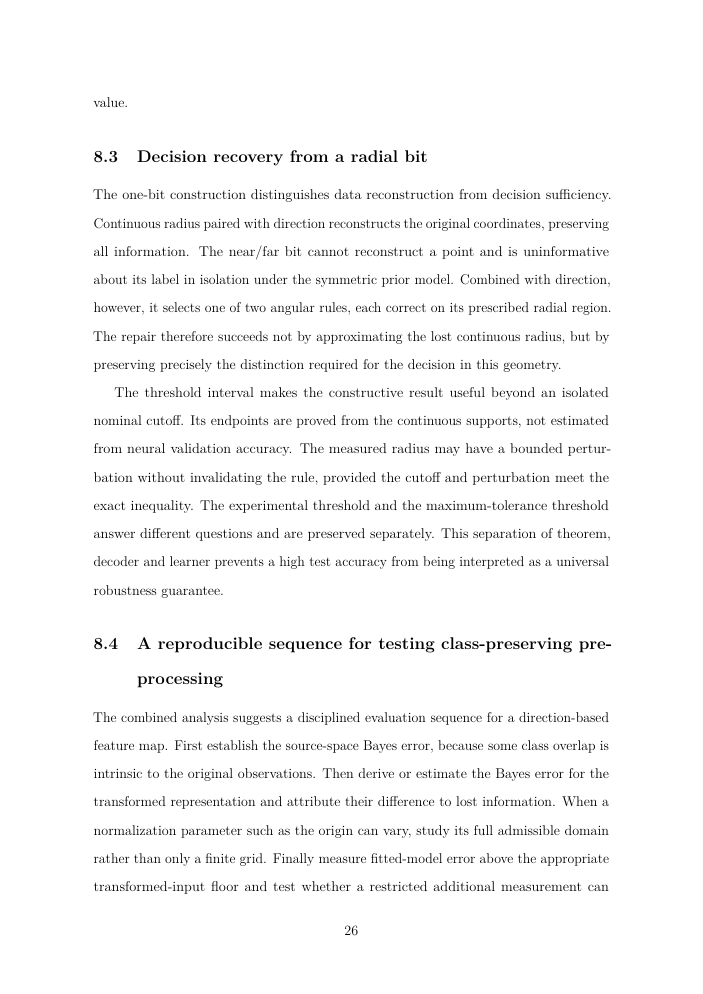 value.
8.3 Decision recovery from a radial bit
The one-bit construction distinguishes data reconstruction from decision sufficiency.
Continuous radius paired with direction reconstructs the original coordinates, preserving
all information. The near/far bit cannot reconstruct a point and is uninformative
about its label in isolation under the symmetric prior model. Combined with direction,
however, it selects one of two angular rules, each correct on its prescribed radial region.
The repair therefore succeeds not by approximating the lost continuous radius, but by
preserving precisely the distinction required for the decision in this geometry.
The threshold interval makes the constructive result useful beyond an isolated
nominal cutoff. Its endpoints are proved from the continuous supports, not estimated
from neural validation accuracy. The measured radius may have a bounded pertur-
bation without invalidating the rule, provided the cutoff and perturbation meet the
exact inequality. The experimental threshold and the maximum-tolerance threshold
answer different questions and are preserved separately. This separation of theorem,
decoder and learner prevents a high test accuracy from being interpreted as a universal
robustness guarantee.
8.4 A reproducible sequence for testing class-preserving pre-
processing
The combined analysis suggests a disciplined evaluation sequence for a direction-based
feature map. First establish the source-space Bayes error, because some class overlap is
intrinsic to the original observations. Then derive or estimate the Bayes error for the
transformed representation and attribute their difference to lost information. When a
normalization parameter such as the origin can vary, study its full admissible domain
rather than only a finite grid. Finally measure fitted-model error above the appropriate
transformed-input floor and test whether a restricted additional measurement can
26